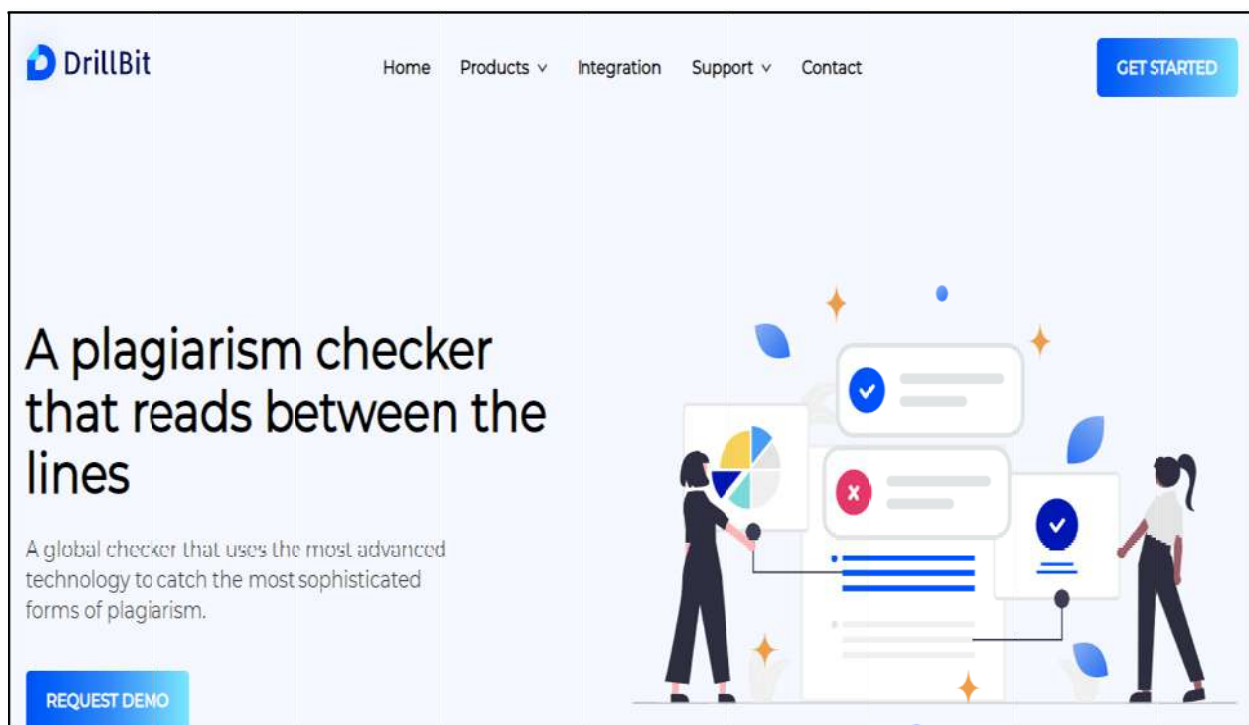 DrillBit
Home Products Integration Support Contact
GET STARTED
A plagiarism checker
that reads between the
lines
A global checker that uses the most advanced
technology to catch the most sophisticated
forms of plagiarism.
REQUEST DEMO